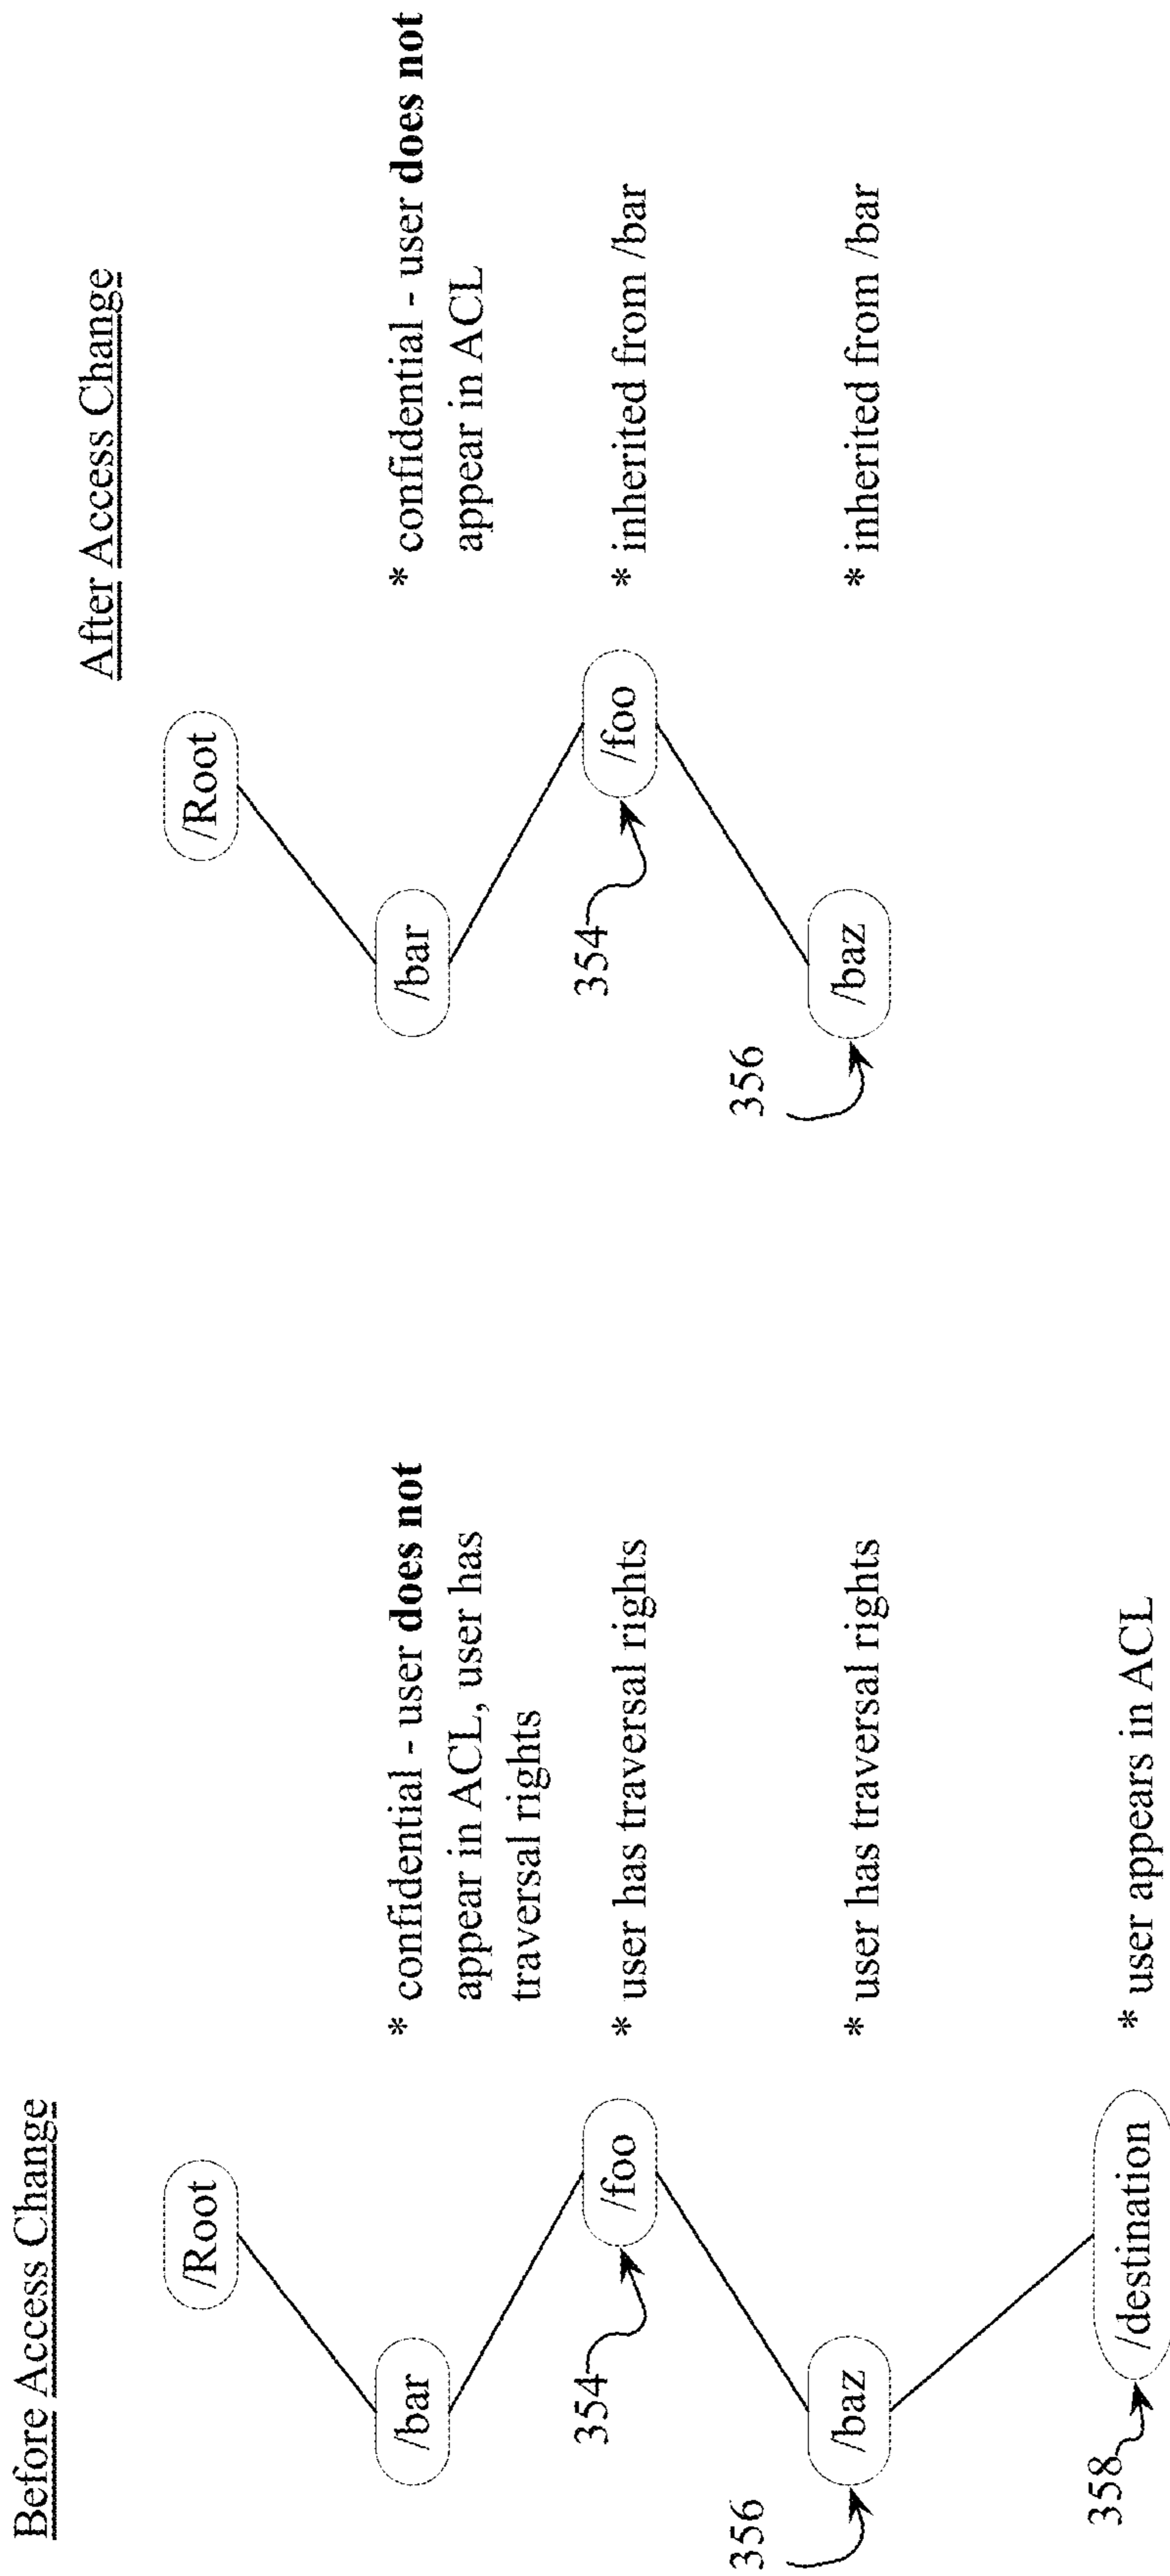 Before Access Change
/Root
/bar
* confidential - user does not
appear in ACL, user has
traversal rights
354
/foo
* user has traversal rights
356
/baz
* user has traversal rights
358
/destination
* user appears in ACL
After Access Change
/Root
/bar
* confidential - user does not
appear in ACL
354
/foo
* inherited from /bar
356
/baz
* inherited from /bar